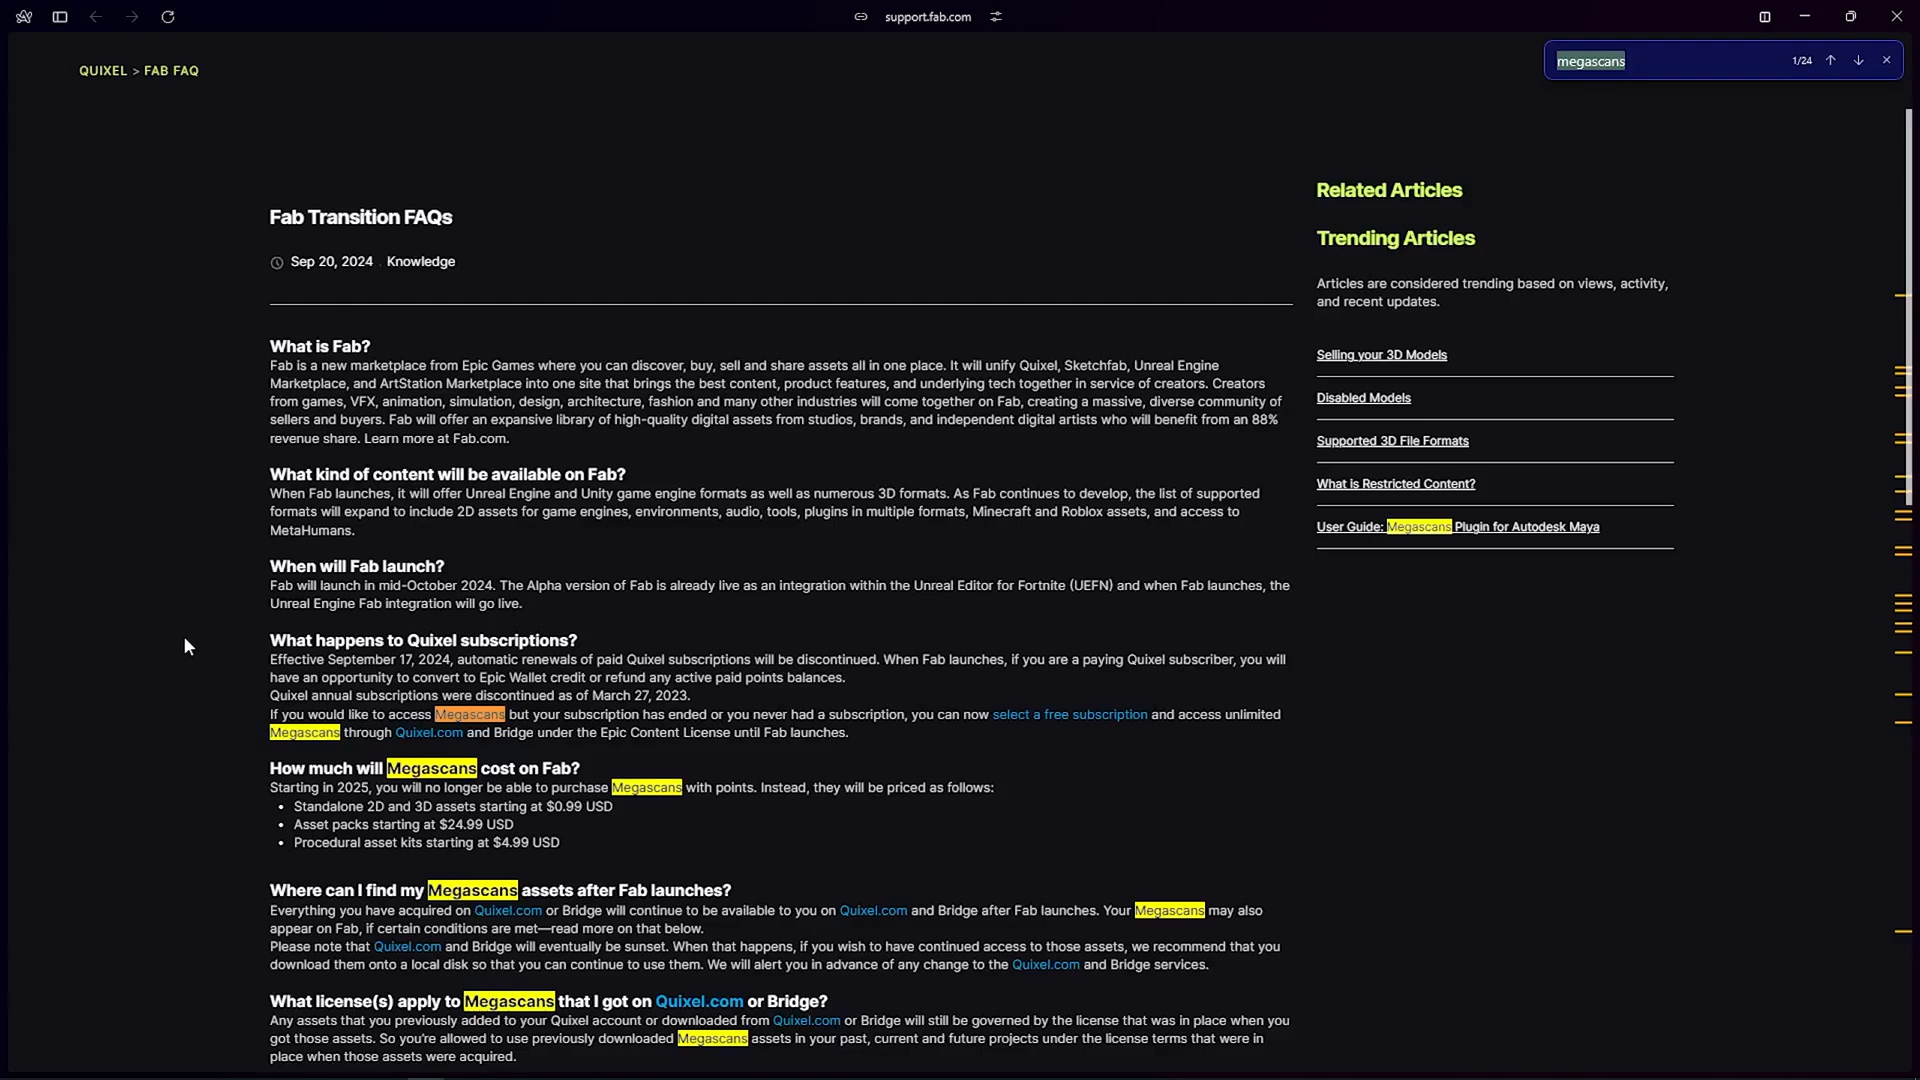 support.fab.com
megascans
1/24
QUIXEL > FAB FAQ
Fab Transition FAQs
Sep 20, 2024 . Knowledge
What is Fab?
Fab is a new marketplace from Epic Games where you can discover, buy, sell and share assets all in one place. It will unify Quixel, Sketchfab, Unreal Engine
Marketplace, and ArtStation Marketplace into one site that brings the best content, product features, and underlying tech together in service of creators. Creators
from games, VFX, animation, simulation, design, architecture, fashion and many other industries will come together on Fab, creating a massive, diverse community of
sellers and buyers. Fab will offer an expansive library of high-quality digital assets from studios, brands, and independent digital artists who will benefit from an 88%
revenue share. Learn more at Fab.com.
What kind of content will be available on Fab?
When Fab launches, it will offer Unreal Engine and Unity game engine formats as well as numerous 3D formats. As Fab continues to develop, the list of supported
formats will expand to include 2D assets for game engines, environments, audio, tools, plugins in multiple formats, Minecraft and Roblox assets, and access to
MetaHumans.
When will Fab launch?
Fab will launch in mid-October 2024. The Alpha version of Fab is already live as an integration within the Unreal Editor for Fortnite (UEFN) and when Fab launches, the
Unreal Engine Fab integration will go live.
What happens to Quixel subscriptions?
Effective September 17, 2024, automatic renewals of paid Quixel subscriptions will be discontinued. When Fab launches, if you are a paying Quixel subscriber, you will
have an opportunity to convert to Epic Wallet credit or refund any active paid points balances.
Quixel annual subscriptions were discontinued as of March 27, 2023.
If you would like to access Megascans but your subscription has ended or you never had a subscription, you can now select a free subscription and access unlimited
Megascans through Quixel.com and Bridge under the Epic Content License until Fab launches.
How much will Megascans cost on Fab?
Starting in 2025, you will no longer be able to purchase Megascans with points. Instead, they will be priced as follows:
• Standalone 2D and 3D assets starting at $0.99 USD
• Asset packs starting at $24.99 USD
• Procedural asset kits starting at $4.99 USD
Where can I find my Megascans assets after Fab launches?
Everything you have acquired on Quixel.com or Bridge will continue to be available to you on Quixel.com and Bridge after Fab launches. Your Megascans may also
appear on Fab, if certain conditions are met—read more on that below.
Please note that Quixel.com and Bridge will eventually be sunset. When that happens, if you wish to have continued access to those assets, we recommend that you
download them onto a local disk so that you can continue to use them. We will alert you in advance of any change to the Quixel.com and Bridge services.
What license(s) apply to Megascans that I got on Quixel.com or Bridge?
Any assets that you previously added to your Quixel account or downloaded from Quixel.com or Bridge will still be governed by the license that was in place when you
got those assets. So you're allowed to use previously downloaded Megascans assets in your past, current and future projects under the license terms that were in
place when those assets were acquired.
Related Articles
Trending Articles
Articles are considered trending based on views, activity,
and recent updates.
Selling your 3D Models
Disabled Models
Supported 3D File Formats
What is Restricted Content?
User Guide: Megascans Plugin for Autodesk Maya